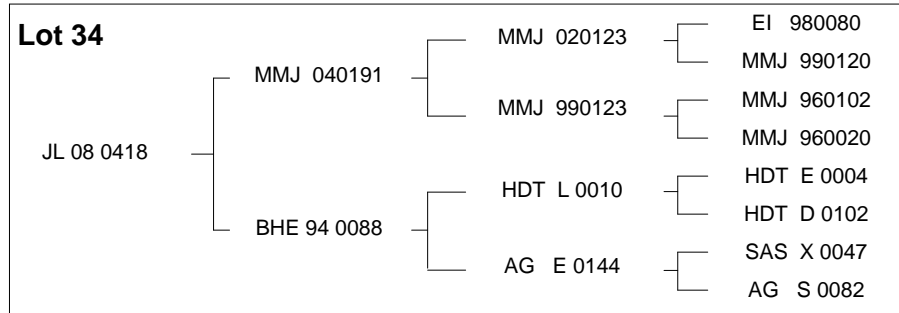 Lot 34
JL 08 0418
MMJ 040191
BHE 94 0088
MMJ 020123
MMJ 990123
HDT L 0010
AG E 0144
EI 980080
MMJ 990120
MMJ 960102
MMJ 960020
HDT E 0004
HDT D 0102
SAS X 0047
AG S 0082